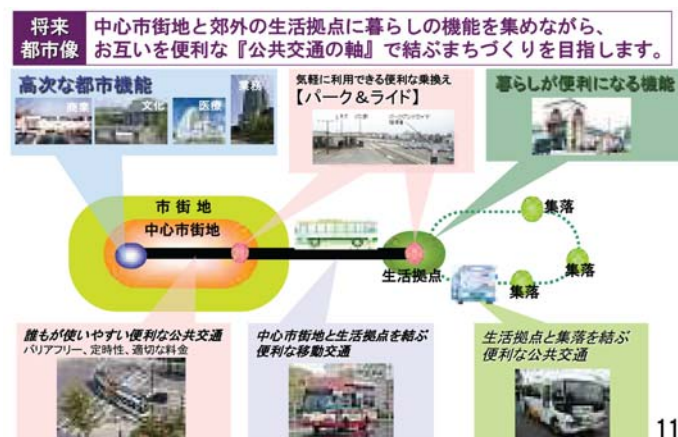 将来
都市像
中心市街地と郊外の生活拠点に暮らしの機能を集めながら、
お互いを便利な『公共交通の軸』で結ぶまちづくりを目指します。
高次な都市機能
商業
文化
医療
業務
気軽に利用できる便利な乗換え
【パーク&ライド】
暮らしが便利になる機能
市街地
中心市街地
生活拠点
集落
集落
集落
誰もが使いやすい便利な公共交通
バリアフリー、定時性、適切な料金
中心市街地と生活拠点を結ぶ
便利な移動交通
生活拠点と集落を結ぶ
便利な公共交通
11